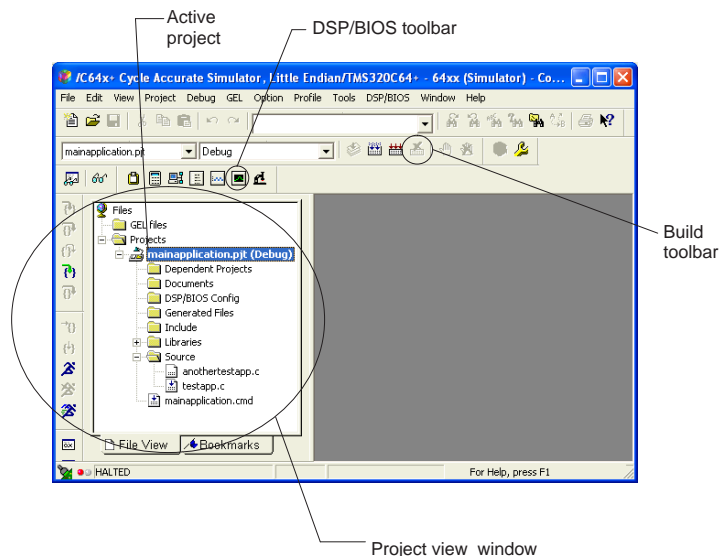 Active
project
DSP/BIOS toolbar
/C64x+ Cycle Accurate Simulator, Little Endian/TMS320C64+ - 64xx (Simulator) - Co...
File Edit View Project Debug GEL Option Profile Tools DSP/BIOS Window Help
mainapplication.pjt Debug
Files
GEL files
Projects
mainapplication.pjt (Debug)
Dependent Projects
Documents
DSP/BIOS Config
Generated Files
Include
Libraries
Source
anothertestapp.c
testapp.c
mainapplication.cmd
Build
toolbar
File View Bookmarks
HALTED For Help, press F1
Project view window